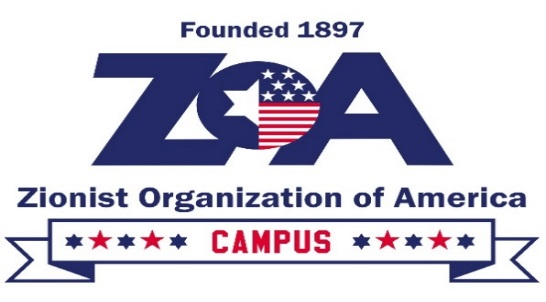 Founded 1897
ZOA
Zionist Organization of America
CAMPUS